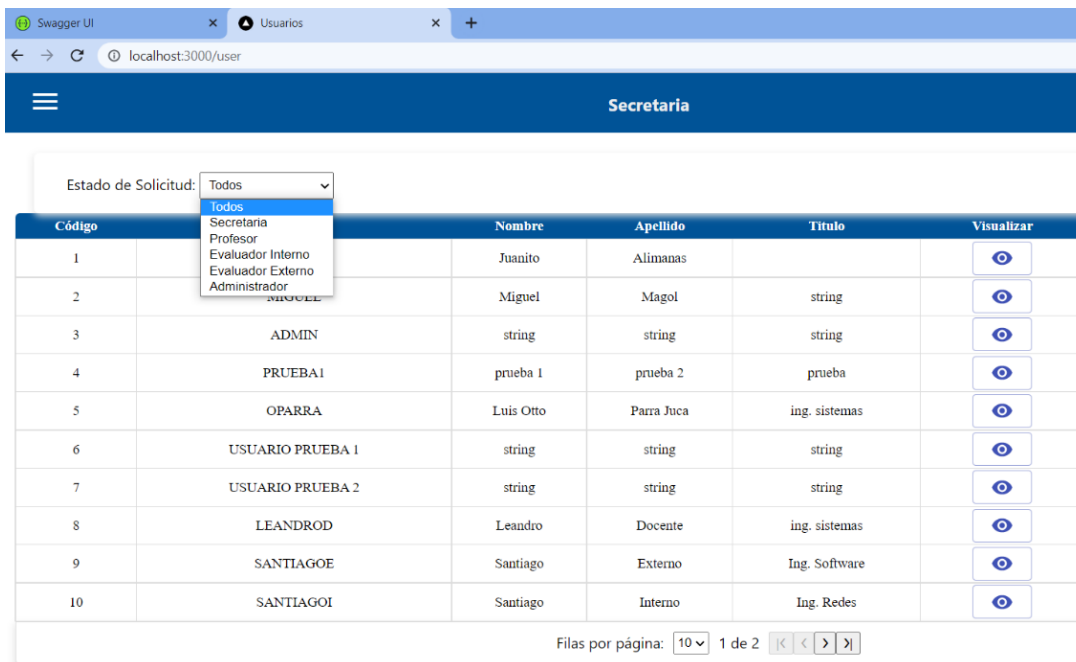 Swagger UI
Usuarios
localhost:3000/user
Secretaria
Estado de Solicitud: Todos
Todos
Secretaria
Profesor
Evaluador Interno
Evaluador Externo
Administrador
Código Nombre Apellido Titulo Visualizar
1 Juanito Alimanas
2 MIGUEL Miguel Magol string
3 ADMIN string string string
4 PRUEBA1 prueba 1 prueba 2 prueba
5 OPARRA Luis Otto Parra Juca ing. sistemas
6 USUARIO PRUEBA 1 string string string
7 USUARIO PRUEBA 2 string string string
8 LEANDROD Leandro Docente ing. sistemas
9 SANTIAGOE Santiago Externo Ing. Software
10 SANTIAGOI Santiago Interno Ing. Redes
Filas por página: 10 1 de 2